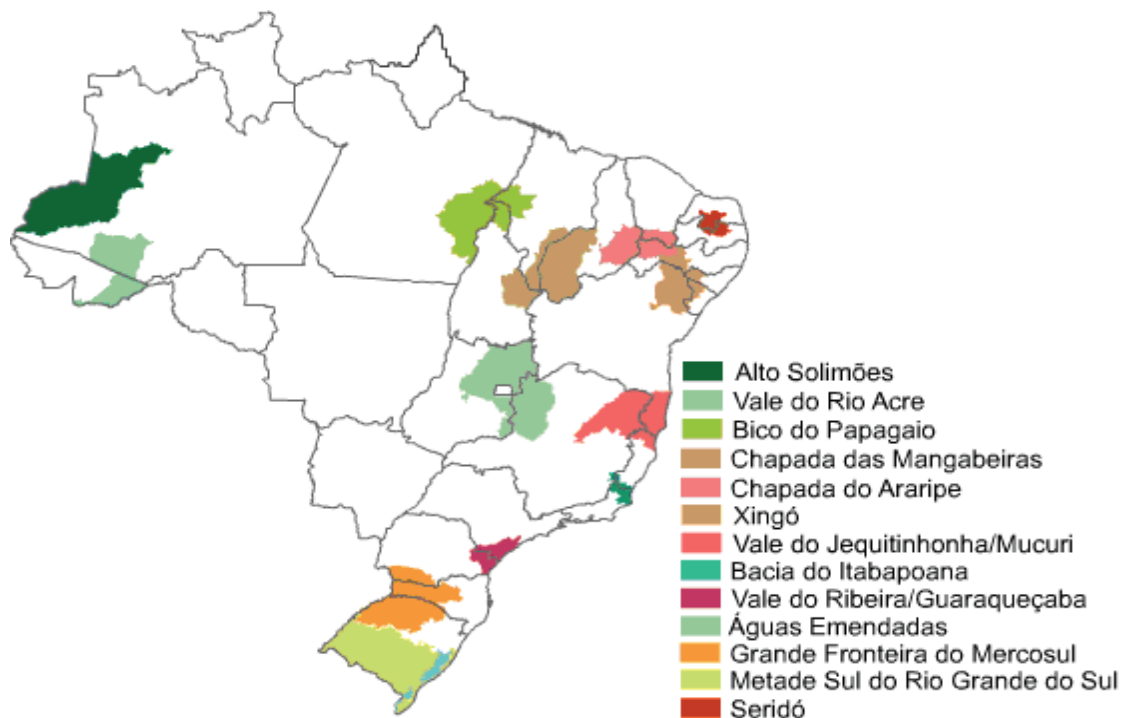 Alto Solimões
Vale do Rio Acre
Bico do Papagaio
Chapada das Mangabeiras
Chapada do Araripe
Xingó
Vale do Jequitinhonha/Mucuri
Bacia do Itabapoana
Vale do Ribeira/Guaraqueçaba
Águas Emendadas
Grande Fronteira do Mercosul
Metade Sul do Rio Grande do Sul
Seridó